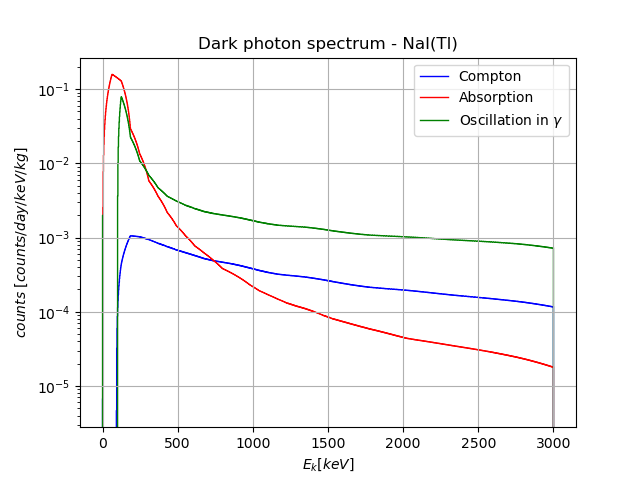 Dark photon spectrum - NaI(Tl)
Compton
Absorption
Oscillation in γ
counts [counts/day/keV/kg]
10⁻¹
10⁻²
10⁻³
10⁻⁴
10⁻⁵
0 500 1000 1500 2000 2500 3000
Eₖ[keV]